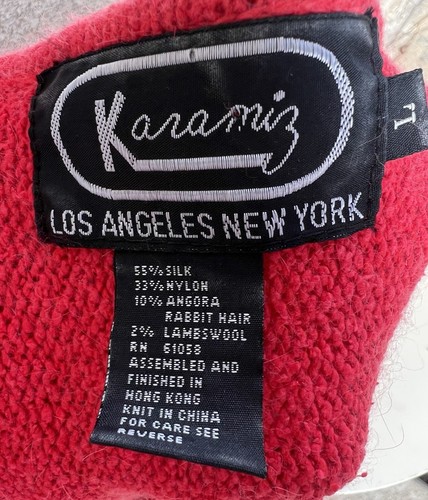 Karamiz
LOS ANGELES NEW YORK
L
55% SILK
33% NYLON
10% ANGORA
RABBIT HAIR
2% LAMBSWOOL
RN 61058
ASSEMBLED AND
FINISHED IN
HONG KONG
KNIT IN CHINA
FOR CARE SEE
REVERSE